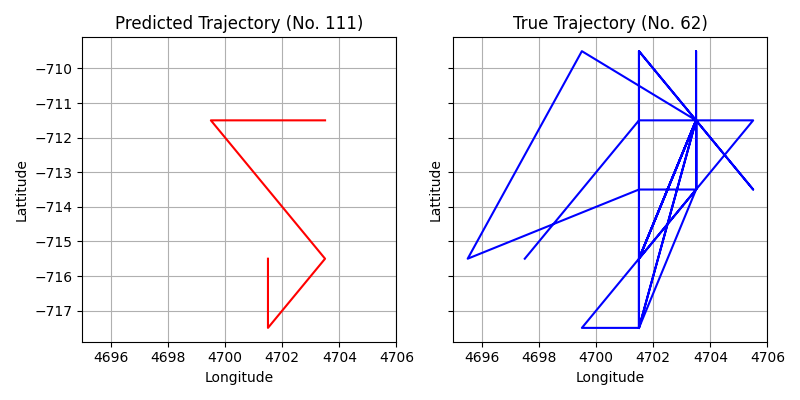 Predicted Trajectory (No. 111)
True Trajectory (No. 62)
−710
−711
−712
−713
−714
−715
−716
−717
Lattitude
Lattitude
4696 4698 4700 4702 4704 4706
4696 4698 4700 4702 4704 4706
Longitude
Longitude